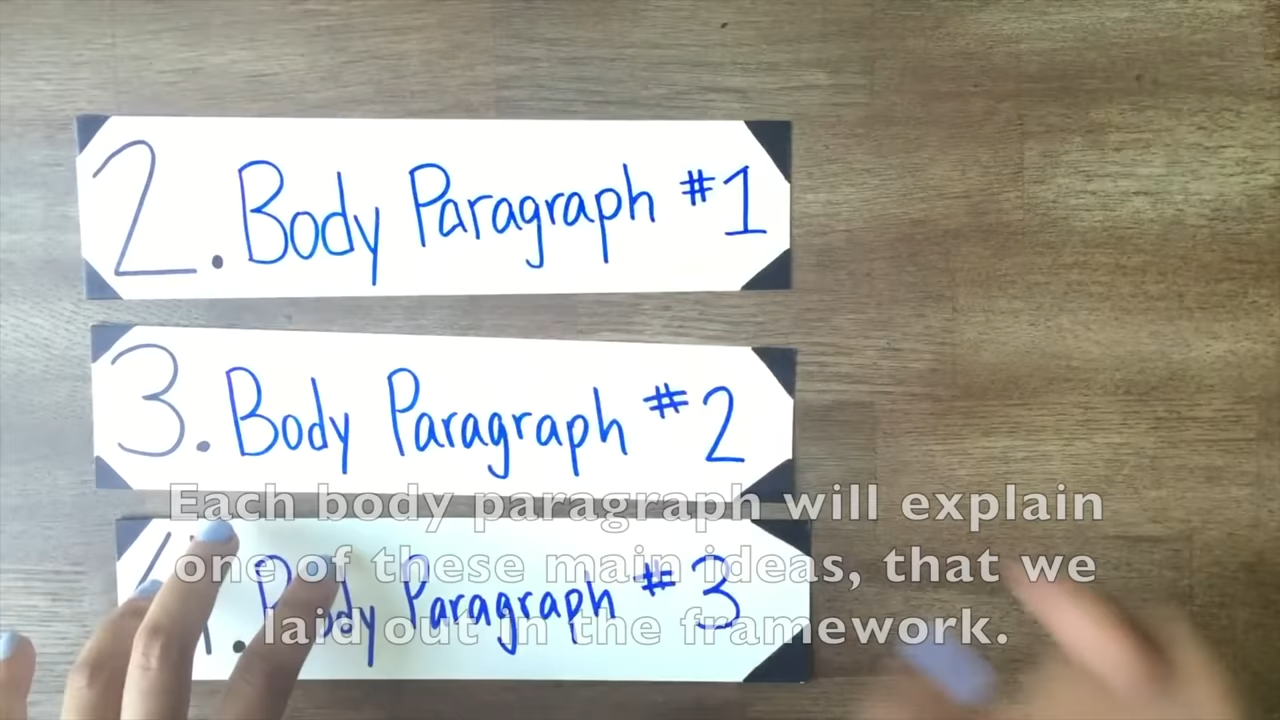 2. Body Paragraph #1
3. Body Paragraph #2
Each body paragraph will explain
one of these main ideas, that we
4. Body Paragraph #3
laid out in the framework.